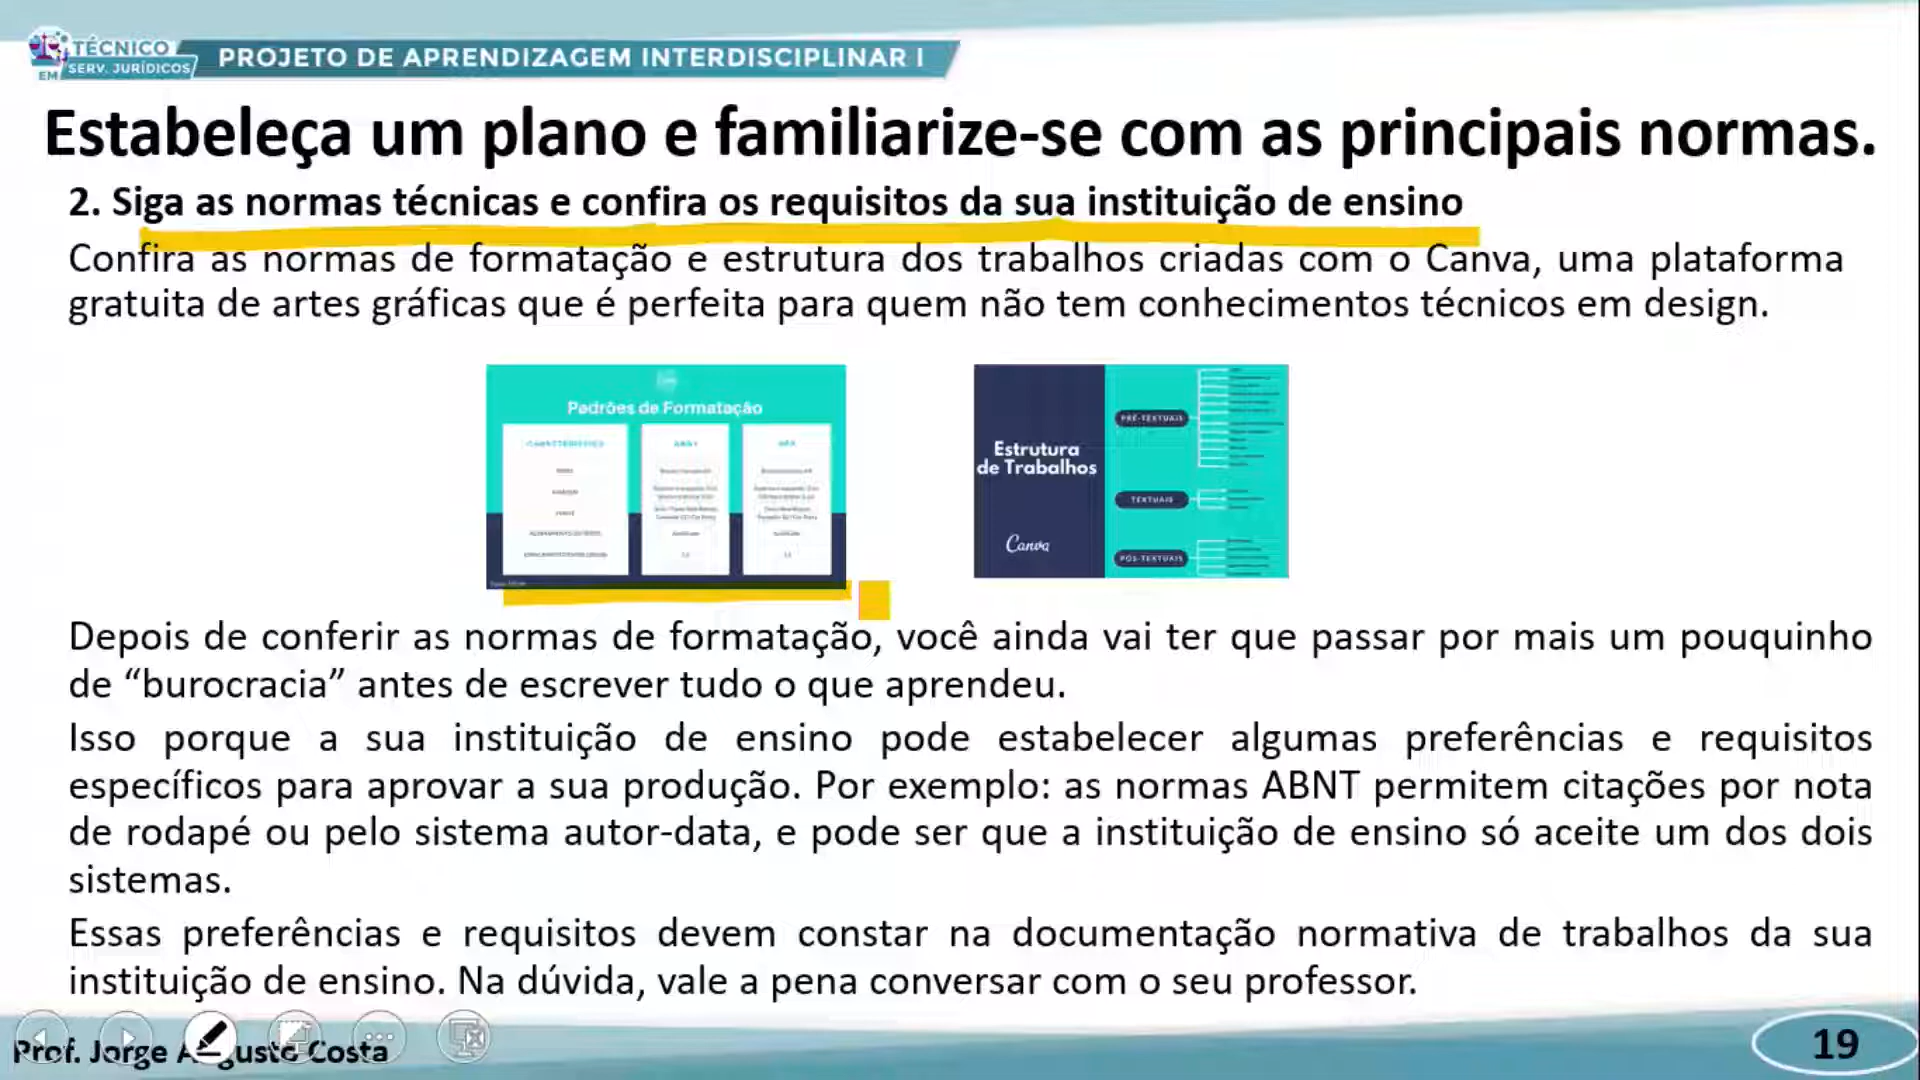 TÉCNICO
EM SERV. JURÍDICOS
PROJETO DE APRENDIZAGEM INTERDISCIPLINAR I
Estabeleça um plano e familiarize-se com as principais normas.
2. Siga as normas técnicas e confira os requisitos da sua instituição de ensino
Confira as normas de formatação e estrutura dos trabalhos criadas com o Canva, uma plataforma
gratuita de artes gráficas que é perfeita para quem não tem conhecimentos técnicos em design.
Padrões de Formatação
Estrutura
de Trabalhos
Canva
PRÉ-TEXTUAIS
TEXTUAIS
PÓS-TEXTUAIS
Depois de conferir as normas de formatação, você ainda vai ter que passar por mais um pouquinho
de “burocracia” antes de escrever tudo o que aprendeu.
Isso porque a sua instituição de ensino pode estabelecer algumas preferências e requisitos
específicos para aprovar a sua produção. Por exemplo: as normas ABNT permitem citações por nota
de rodapé ou pelo sistema autor-data, e pode ser que a instituição de ensino só aceite um dos dois
sistemas.
Essas preferências e requisitos devem constar na documentação normativa de trabalhos da sua
instituição de ensino. Na dúvida, vale a pena conversar com o seu professor.
Prof. Jorge Augusto Costa
19